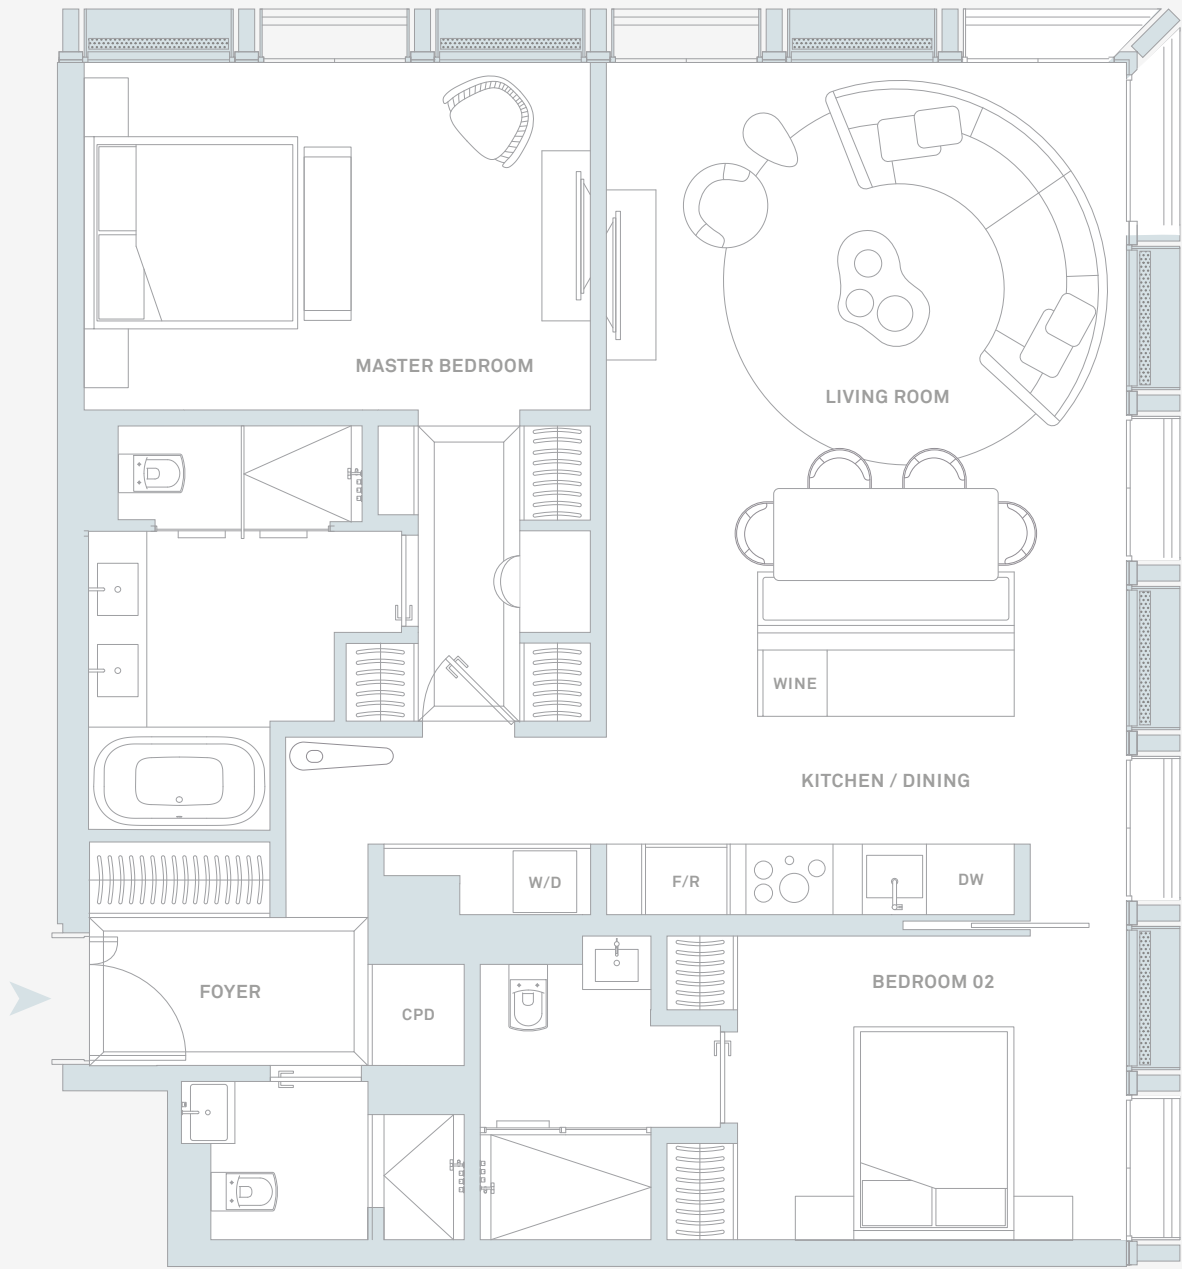 MASTER BEDROOM
LIVING ROOM
WINE
KITCHEN / DINING
W/D
F/R
DW
FOYER
CPD
BEDROOM 02